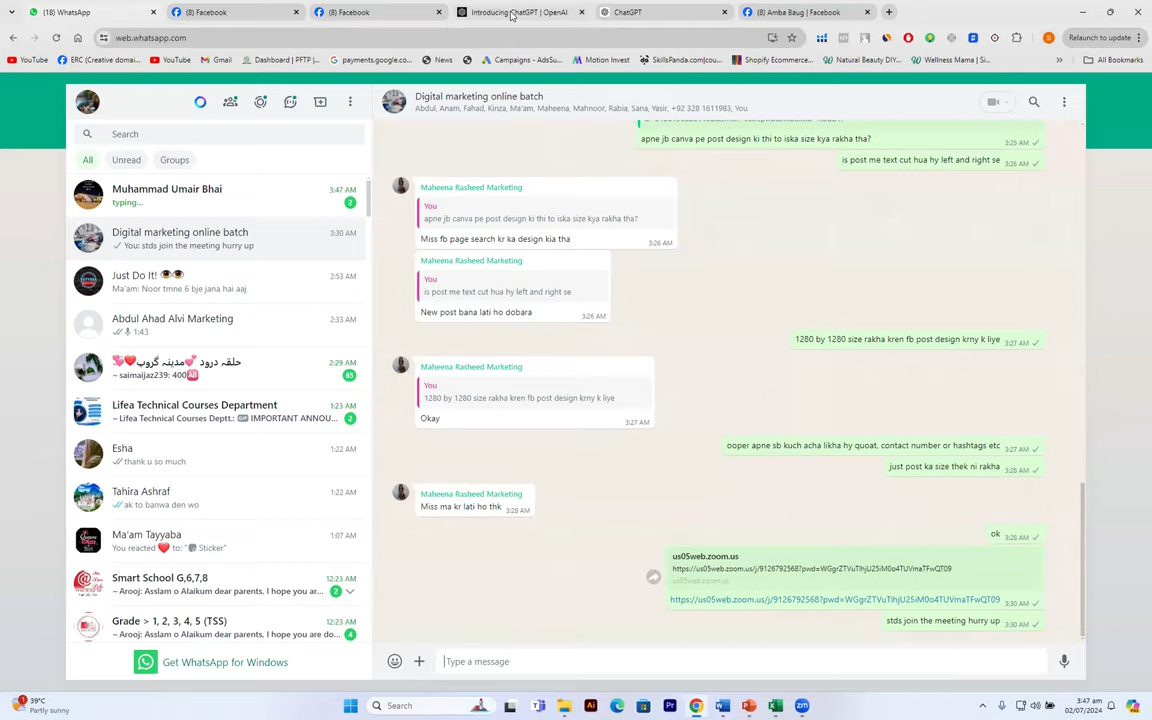 (18) WhatsApp
(8) Facebook
(8) Facebook
Introducing ChatGPT | OpenAI
ChatGPT
(8) Amba Baug | Facebook
web.whatsapp.com
Relaunch to update
YouTube
ERC (Creative domai...
YouTube
Gmail
Dashboard | PFTP |...
payments.google.co...
News
Campaigns - AdsSu...
Motion Invest
SkillsPanda.com|cou...
Shopify Ecommerce...
Natural Beauty DIY...
Wellness Mama | Si...
All Bookmarks
Search
All
Unread
Groups
Muhammad Umair Bhai
3:47 AM
typing...
2
Digital marketing online batch
3:30 AM
You: stds join the meeting hurry up
Just Do It! 👁👁
2:53 AM
Ma'am: Noor tmne 6 bje jana hai aaj
Abdul Ahad Alvi Marketing
2:33 AM
1:43
حلقہ درود مدینہ گروپ
2:29 AM
~ saimaijaz239: 400
85
Lifea Technical Courses Department
1:23 AM
~ Lifea Technical Courses Deptt.: GIF IMPORTANT ANNOU...
2
Esha
1:22 AM
thank u so much
Tahira Ashraf
1:22 AM
ak to banwa den wo
Ma'am Tayyaba
1:07 AM
You reacted ❤️ to: "Sticker"
Smart School G,6,7,8
12:23 AM
~ Arooj: Asslam o Alaikum dear parents, I hope you ar...
2
Grade > 1, 2, 3, 4, 5 (TSS)
12:23 AM
~ Arooj: Asslam o Alaikum dear parents, I hope you are do...
4
Get WhatsApp for Windows
Digital marketing online batch
Abdul, Anam, Fahad, Kinza, Ma'am, Maheena, Mahnoor, Rabia, Sana, Yasir, +92 328 1611983, You
apne jb canva pe post design ki thi to iska size kya rakha tha?
3:25 AM
is post me text cut hua hy left and right se
3:26 AM
Maheena Rasheed Marketing
You
apne jb canva pe post design ki thi to iska size kya rakha tha?
Miss fb page search kr ka design kia tha
3:26 AM
Maheena Rasheed Marketing
You
is post me text cut hua hy left and right se
New post bana lati ho dobara
3:26 AM
1280 by 1280 size rakha kren fb post design krny k liye
3:27 AM
Maheena Rasheed Marketing
You
1280 by 1280 size rakha kren fb post design krny k liye
Okay
3:27 AM
ooper apne sb kuch acha likha hy quoat, contact number or hashtags etc
3:27 AM
just post ka size thek ni rakha
3:28 AM
Maheena Rasheed Marketing
Miss ma kr lati ho thk
3:28 AM
ok
3:28 AM
us05web.zoom.us
https://us05web.zoom.us/j/9126792568?pwd=WGgrZTVuTlhjU25iM0o4TUVmaTFwQT09
us05web.zoom.us
https://us05web.zoom.us/j/9126792568?pwd=WGgrZTVuTlhjU25iM0o4TUVmaTFwQT09
3:30 AM
stds join the meeting hurry up
3:30 AM
Type a message
39°C
Partly sunny
Search
3:47 am
02/07/2024